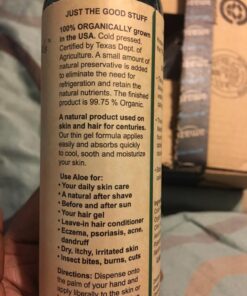 JUST THE GOOD STUFF
100% ORGANICALLY grown
in the USA. Cold pressed.
Certified by Texas Dept. of
Agriculture. A small amount of
natural preservative is added
to eliminate the need for
refrigeration and retain the
natural nutrients. The finished
product is 99.75 % Organic.
A natural product used on
skin and hair for centuries.
Our thin gel formula applies
easily and absorbs quickly
to cool, sooth and moisturize
your skin.
Use Aloe for:
• Your daily skin care
• A natural after shave
• Before and after sun
• Your hair gel
• Leave-in hair conditioner
• Eczema, psoriasis, acne,
dandruff
• Dry, itchy, irritated skin
• Insect bites, burns, cuts
Directions: Dispense onto
the palm of your hand and
apply liberally to the skin or